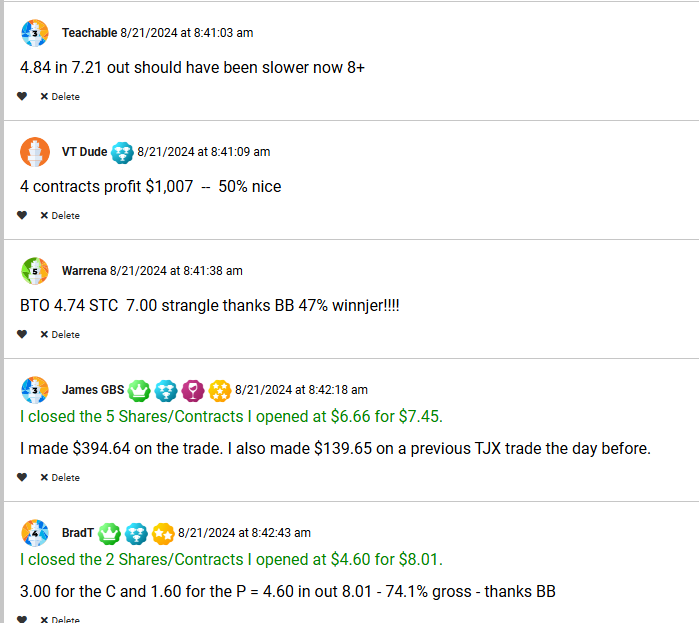 Teachable 8/21/2024 at 8:41:03 am
4.84 in 7.21 out should have been slower now 8+
Delete
VT Dude 8/21/2024 at 8:41:09 am
4 contracts profit $1,007 -- 50% nice
Delete
Warrena 8/21/2024 at 8:41:38 am
BTO 4.74 STC 7.00 strangle thanks BB 47% winnjer!!!!
Delete
James GBS 8/21/2024 at 8:42:18 am
I closed the 5 Shares/Contracts I opened at $6.66 for $7.45.
I made $394.64 on the trade. I also made $139.65 on a previous TJX trade the day before.
Delete
BradT 8/21/2024 at 8:42:43 am
I closed the 2 Shares/Contracts I opened at $4.60 for $8.01.
3.00 for the C and 1.60 for the P = 4.60 in out 8.01 - 74.1% gross - thanks BB
Delete